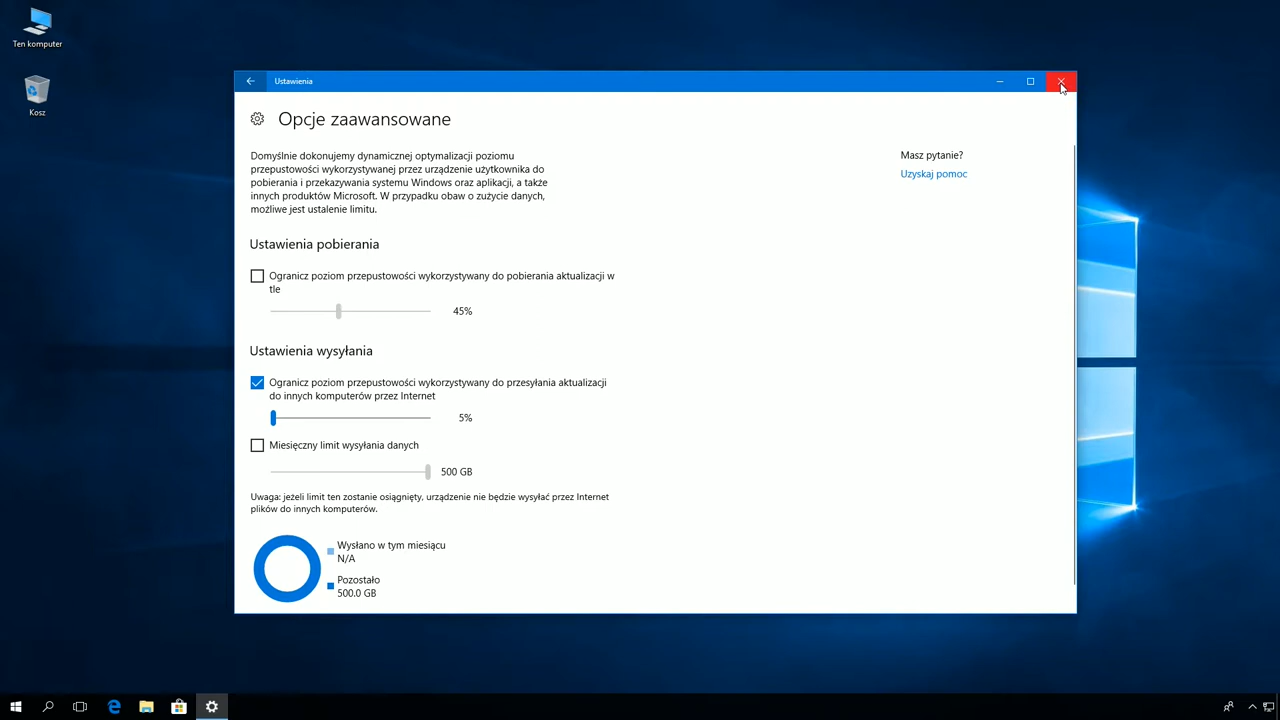 Ten komputer
Kosz
Ustawienia
Opcje zaawansowane
Domyślnie dokonujemy dynamicznej optymalizacji poziomu
przepustowości wykorzystywanej przez urządzenie użytkownika do
pobierania i przekazywania systemu Windows oraz aplikacji, a także
innych produktów Microsoft. W przypadku obaw o zużycie danych,
możliwe jest ustalenie limitu.
Masz pytanie?
Uzyskaj pomoc
Ustawienia pobierania
Ogranicz poziom przepustowości wykorzystywany do pobierania aktualizacji w
tle
45%
Ustawienia wysyłania
Ogranicz poziom przepustowości wykorzystywany do przesyłania aktualizacji
do innych komputerów przez Internet
5%
Miesięczny limit wysyłania danych
500 GB
Uwaga: jeżeli limit ten zostanie osiągnięty, urządzenie nie będzie wysyłać przez Internet
plików do innych komputerów.
Wysłano w tym miesiącu
N/A
Pozostało
500.0 GB